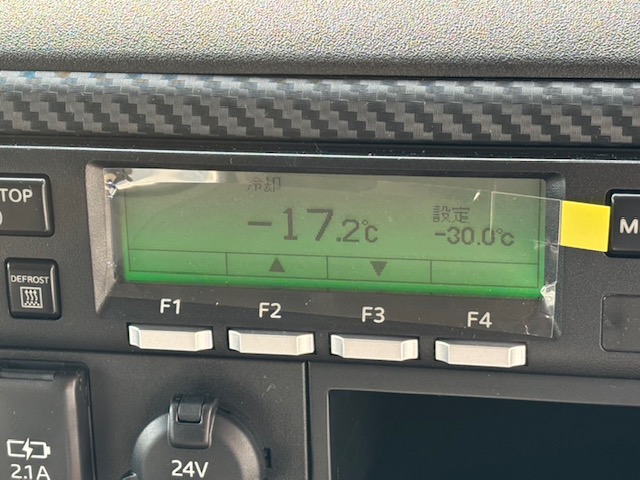 冷却
-17.2℃
設定
-30.0℃
▲ ▼
TOP
DEFROST
F1 F2 F3 F4
M
2.1A
24V